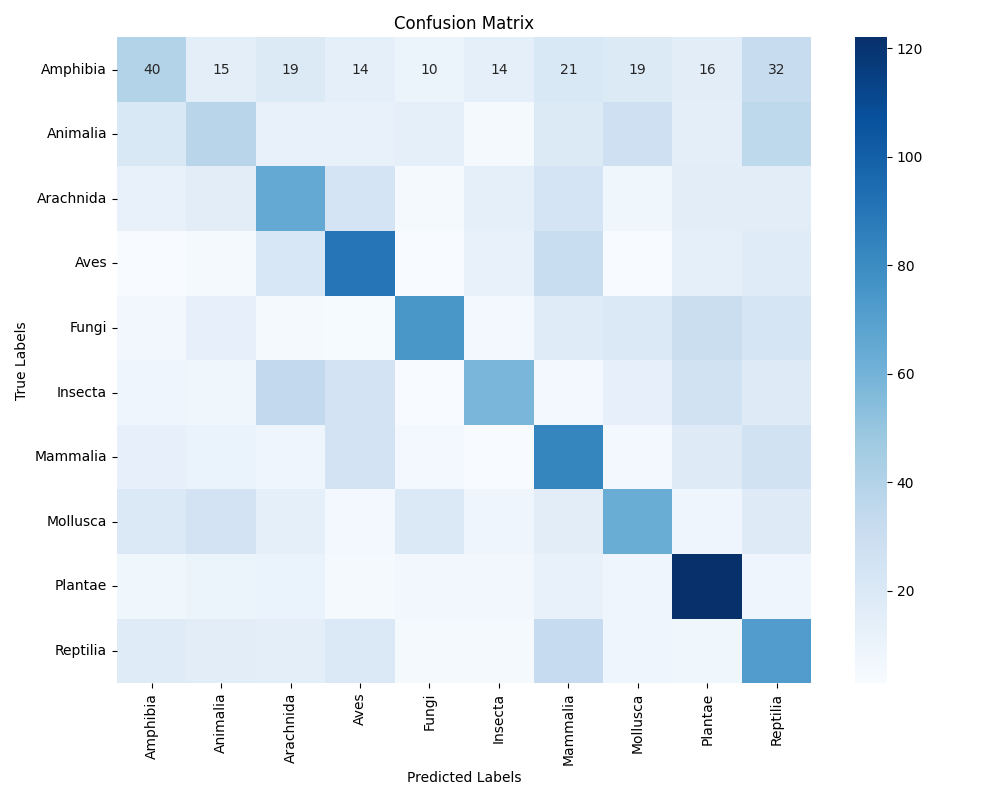 Confusion Matrix
Amphibia 40 15 19 14 10 14 21 19 16 32
Animalia
Arachnida
Aves
Fungi
Insecta
Mammalia
Mollusca
Plantae
Reptilia
True Labels
Amphibia Animalia Arachnida Aves Fungi Insecta Mammalia Mollusca Plantae Reptilia
Predicted Labels
120
100
80
60
40
20